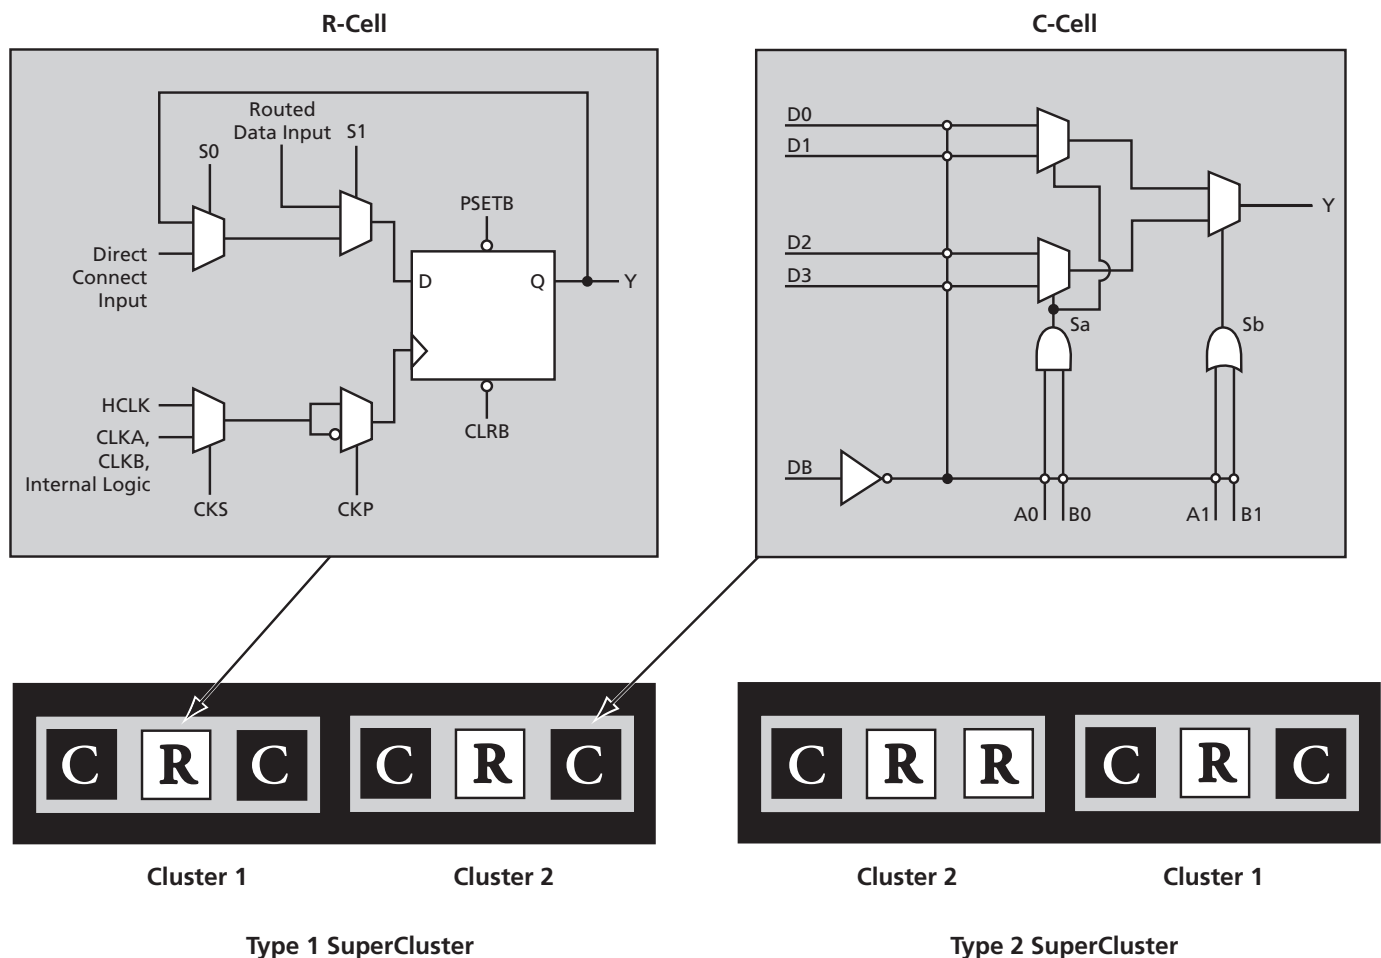 R-Cell
C-Cell
Routed
Data Input
S1
S0
PSETB
Direct
Connect
Input
D
Q
Y
HCLK
CLKA,
CLKB,
Internal Logic
CKS
CKP
CLRB
D0
D1
D2
D3
Sa
Sb
Y
DB
A0
B0
A1
B1
C R C
C R C
C R R
C R C
Cluster 1
Cluster 2
Cluster 2
Cluster 1
Type 1 SuperCluster
Type 2 SuperCluster